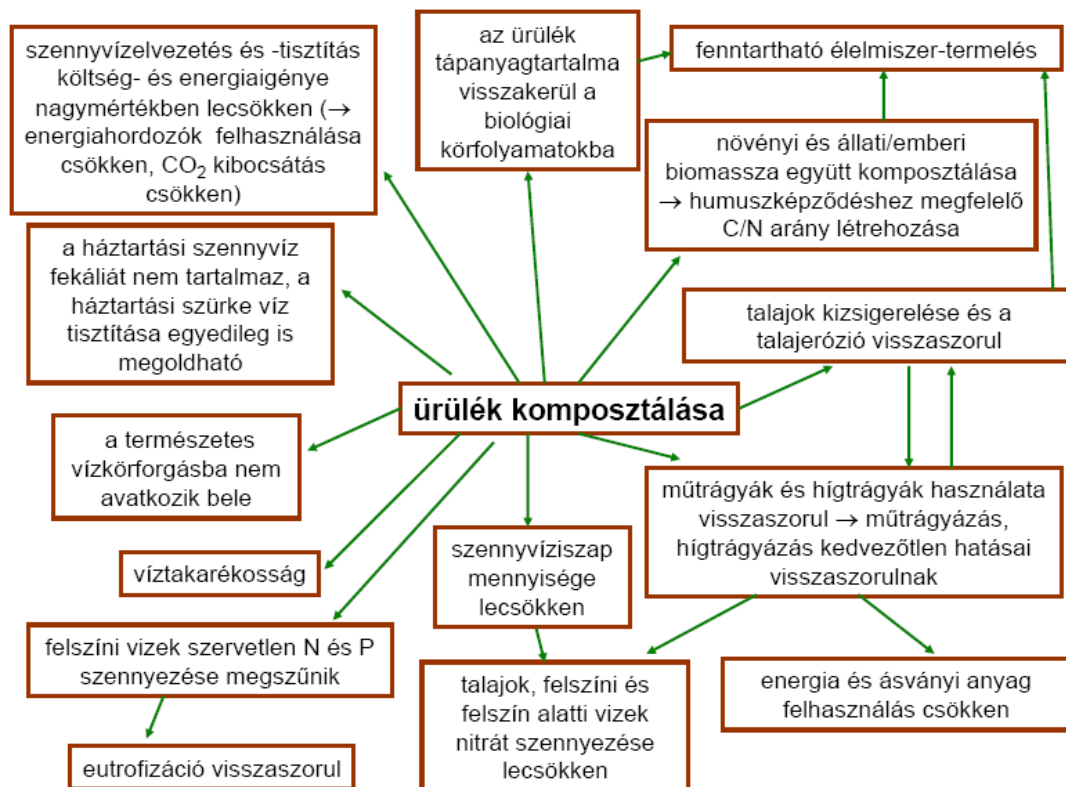 szennyvízelvezetés és -tisztítás
költség- és energiaigénye
nagymértékben lecsökken (→
energiahordozók felhasználása
csökken, CO₂ kibocsátás
csökken)
az ürülék
tápanyagtartalma
visszakerül a
biológiai
körfolyamatokba
fenntartható élelmiszer-termelés
növényi és állati/emberi
biomassza együtt komposztálása
→ humuszképződéshez megfelelő
C/N arány létrehozása
a háztartási szennyvíz
fekáliát nem tartalmaz, a
háztartási szürke víz
tisztítása egyedileg is
megoldható
talajok kizsigerelése és a
talajerózió visszaszorul
ürülék komposztálása
a természetes
vízkörforgásba nem
avatkozik bele
műtrágyák és hígtrágyák használata
visszaszorul → műtrágyázás,
hígtrágyázás kedvezőtlen hatásai
visszaszorulnak
víztakarékosság
szennyvíziszap
mennyisége
lecsökken
felszíni vizek szervetlen N és P
szennyezése megszűnik
talajok, felszíni és
felszín alatti vizek
nitrát szennyezése
lecsökken
energia és ásványi anyag
felhasználás csökken
eutrofizáció visszaszorul